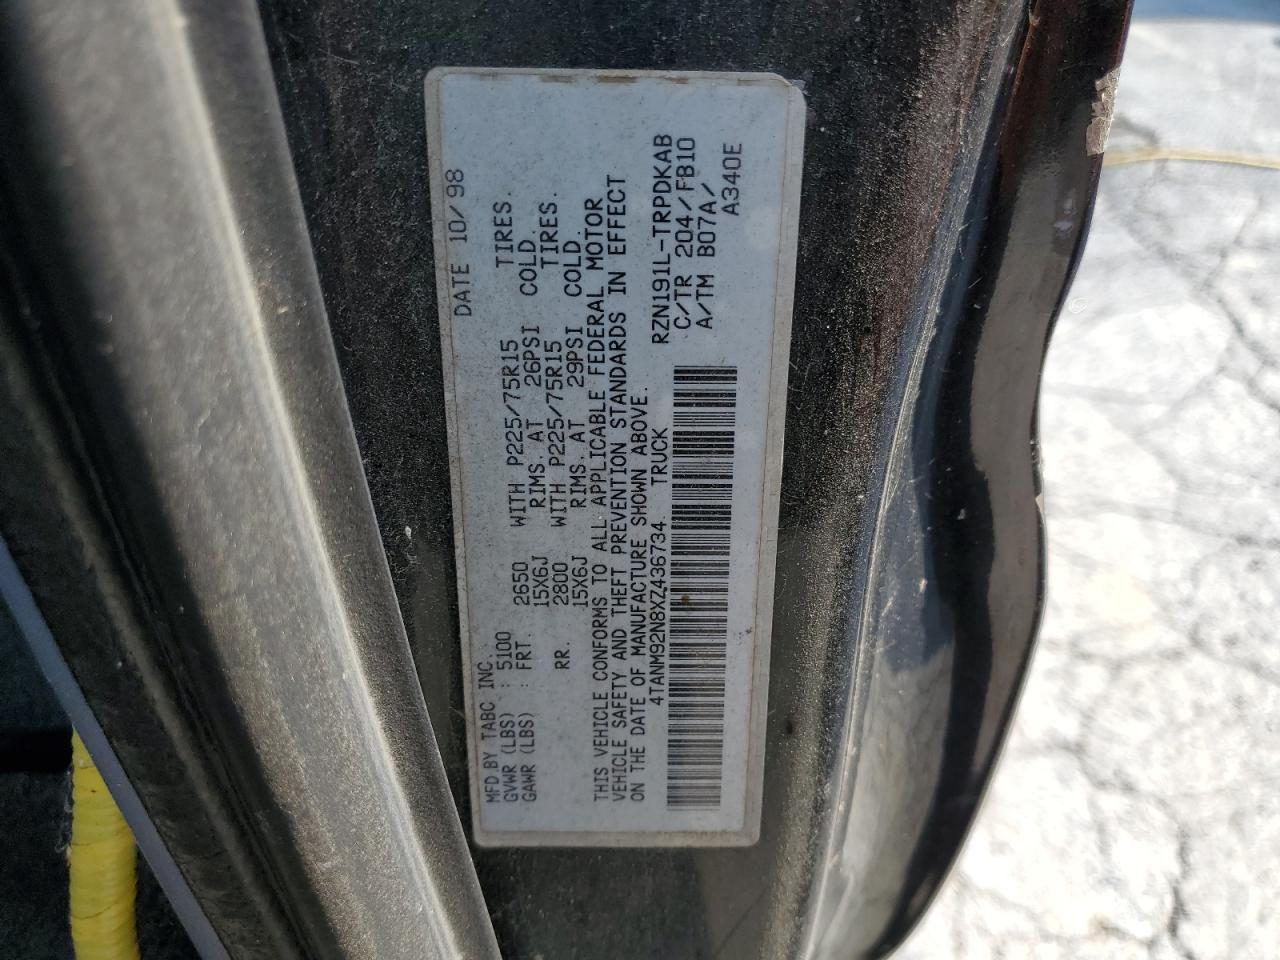 MFD.BY TABC INC. DATE 10/98
GVWR (LBS) : 5100
GAWR (LBS) : FRT. 2650 WITH P225/75R15 TIRES.
15X6J RIMS. AT 26PSI COLD.
RR. 2800 WITH P225/75R15 TIRES.
15X6J RIMS. AT 29PSI COLD.
THIS VEHICLE CONFORMS TO ALL APPLICABLE FEDERAL MOTOR
VEHICLE SAFETY AND THEFT PREVENTION STANDARDS IN EFFECT
ON THE DATE OF MANUFACTURE SHOWN ABOVE.
4TANM92N8XZ436734 TRUCK
RZN191L-TRPDKAB
C/TR 204/FB10
A/TM B07A/
A340E